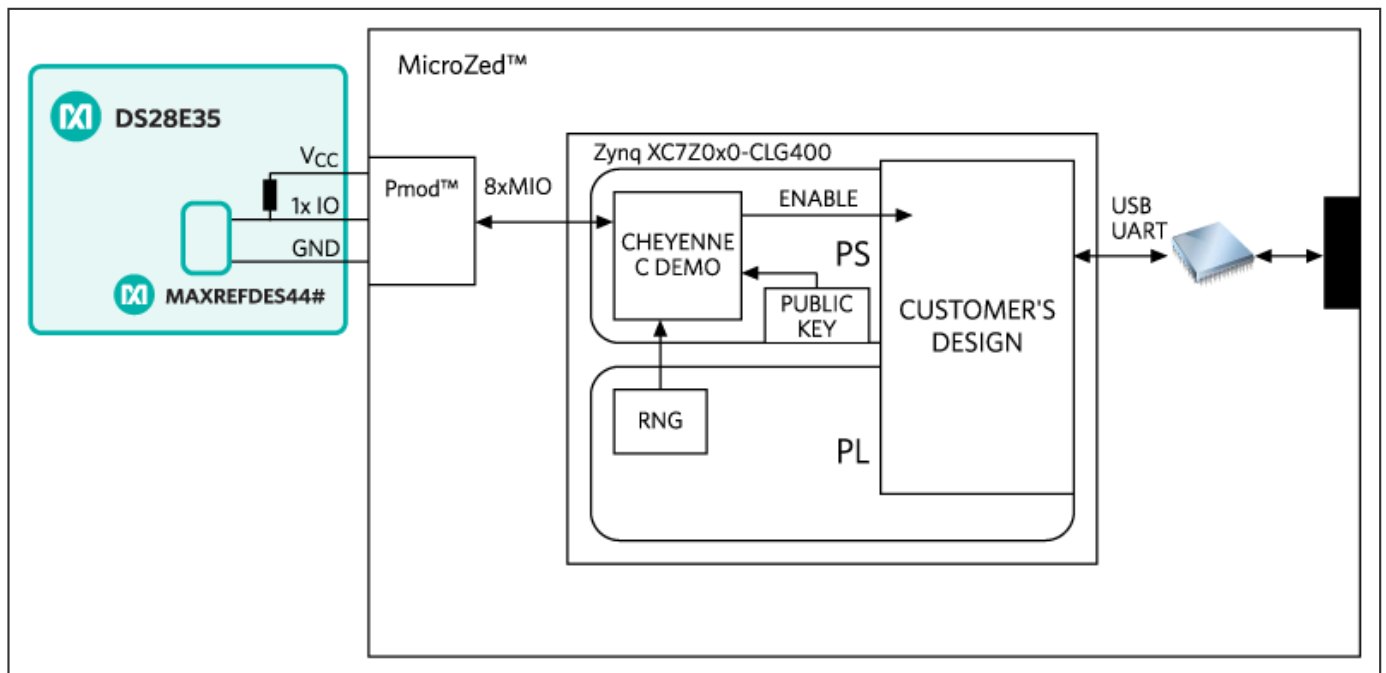 MicroZed™
DS28E35
VCC
1x IO
GND
MAXREFDES44#
Pmod™
8xMIO
Zynq XC7Z0x0-CLG400
CHEYENNE
C DEMO
ENABLE
PS
PUBLIC
KEY
CUSTOMER'S
DESIGN
RNG
PL
USB
UART